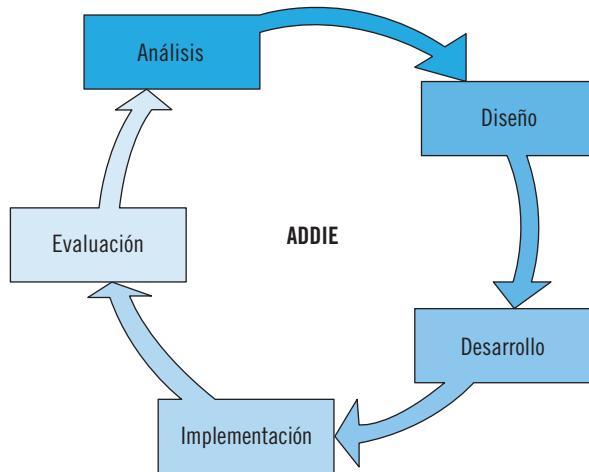 Análisis
Diseño
Evaluación
ADDIE
Desarrollo
Implementación